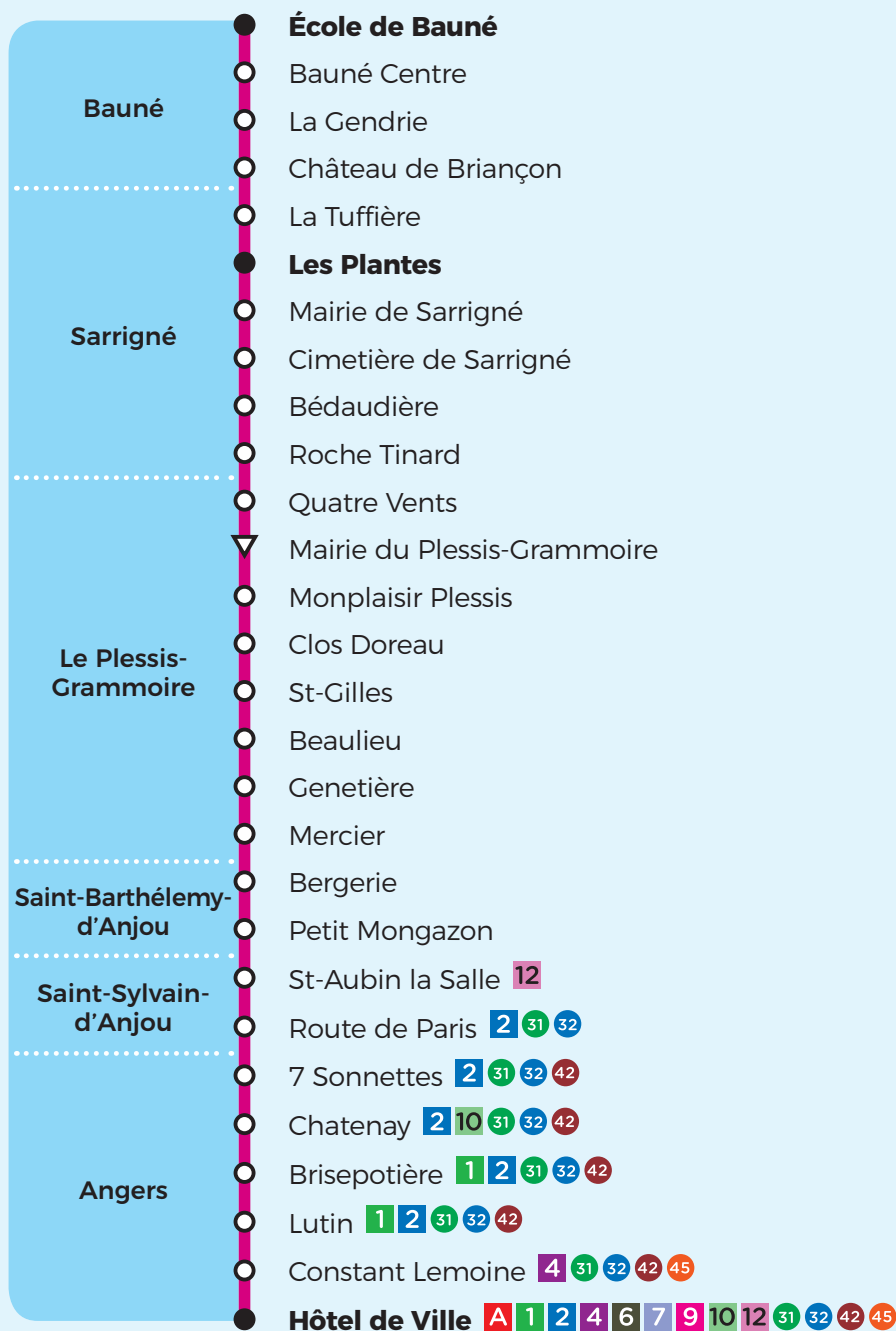 École de Bauné
Bauné Centre
Bauné
La Gendrie
Château de Briançon
La Tuffière
Les Plantes
Mairie de Sarrigné
Sarrigné
Cimetière de Sarrigné
Bédaudière
Roche Tinard
Quatre Vents
Mairie du Plessis-Grammoire
Monplaisir Plessis
Clos Doreau
Le Plessis-
Grammoire
St-Gilles
Beaulieu
Genetière
Mercier
Bergerie
Saint-Barthélemy-
d'Anjou
Petit Mongazon
St-Aubin la Salle 12
Saint-Sylvain-
d'Anjou
Route de Paris 2 31 32
7 Sonnettes 2 31 32 42
Chatenay 2 10 31 32 42
Brisepotière 1 2 31 32 42
Angers
Lutin 1 2 31 32 42
Constant Lemoine 4 31 32 42 45
Hôtel de Ville A 1 2 4 6 7 9 10 12 31 32 42 45